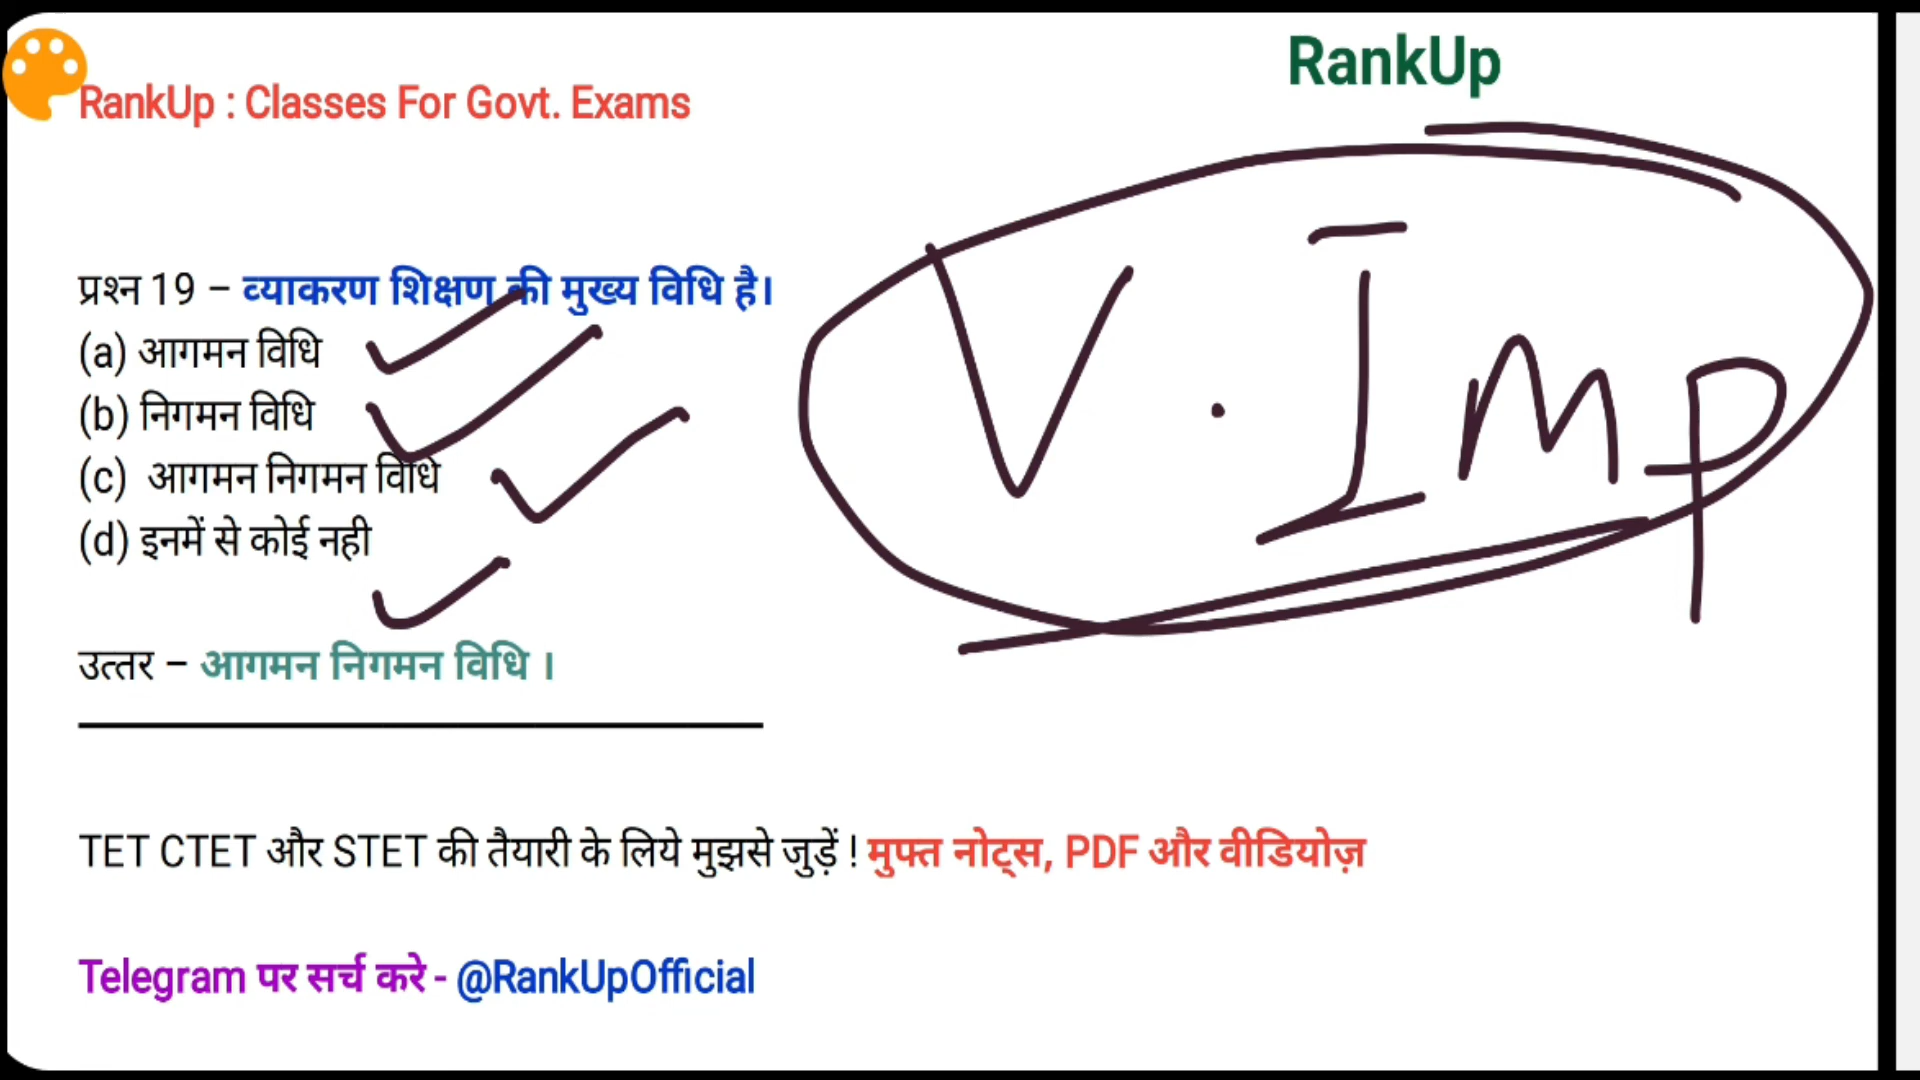 RankUp
RankUp : Classes For Govt. Exams
प्रश्न 19 – व्याकरण शिक्षण की मुख्य विधि है।
(a) आगमन विधि
(b) निगमन विधि
(c) आगमन निगमन विधि
(d) इनमें से कोई नही
V. Imp
उत्तर – आगमन निगमन विधि ।
TET CTET और STET की तैयारी के लिये मुझसे जुड़ें ! मुफ्त नोट्स, PDF और वीडियोज़
Telegram पर सर्च करे - @RankUpOfficial